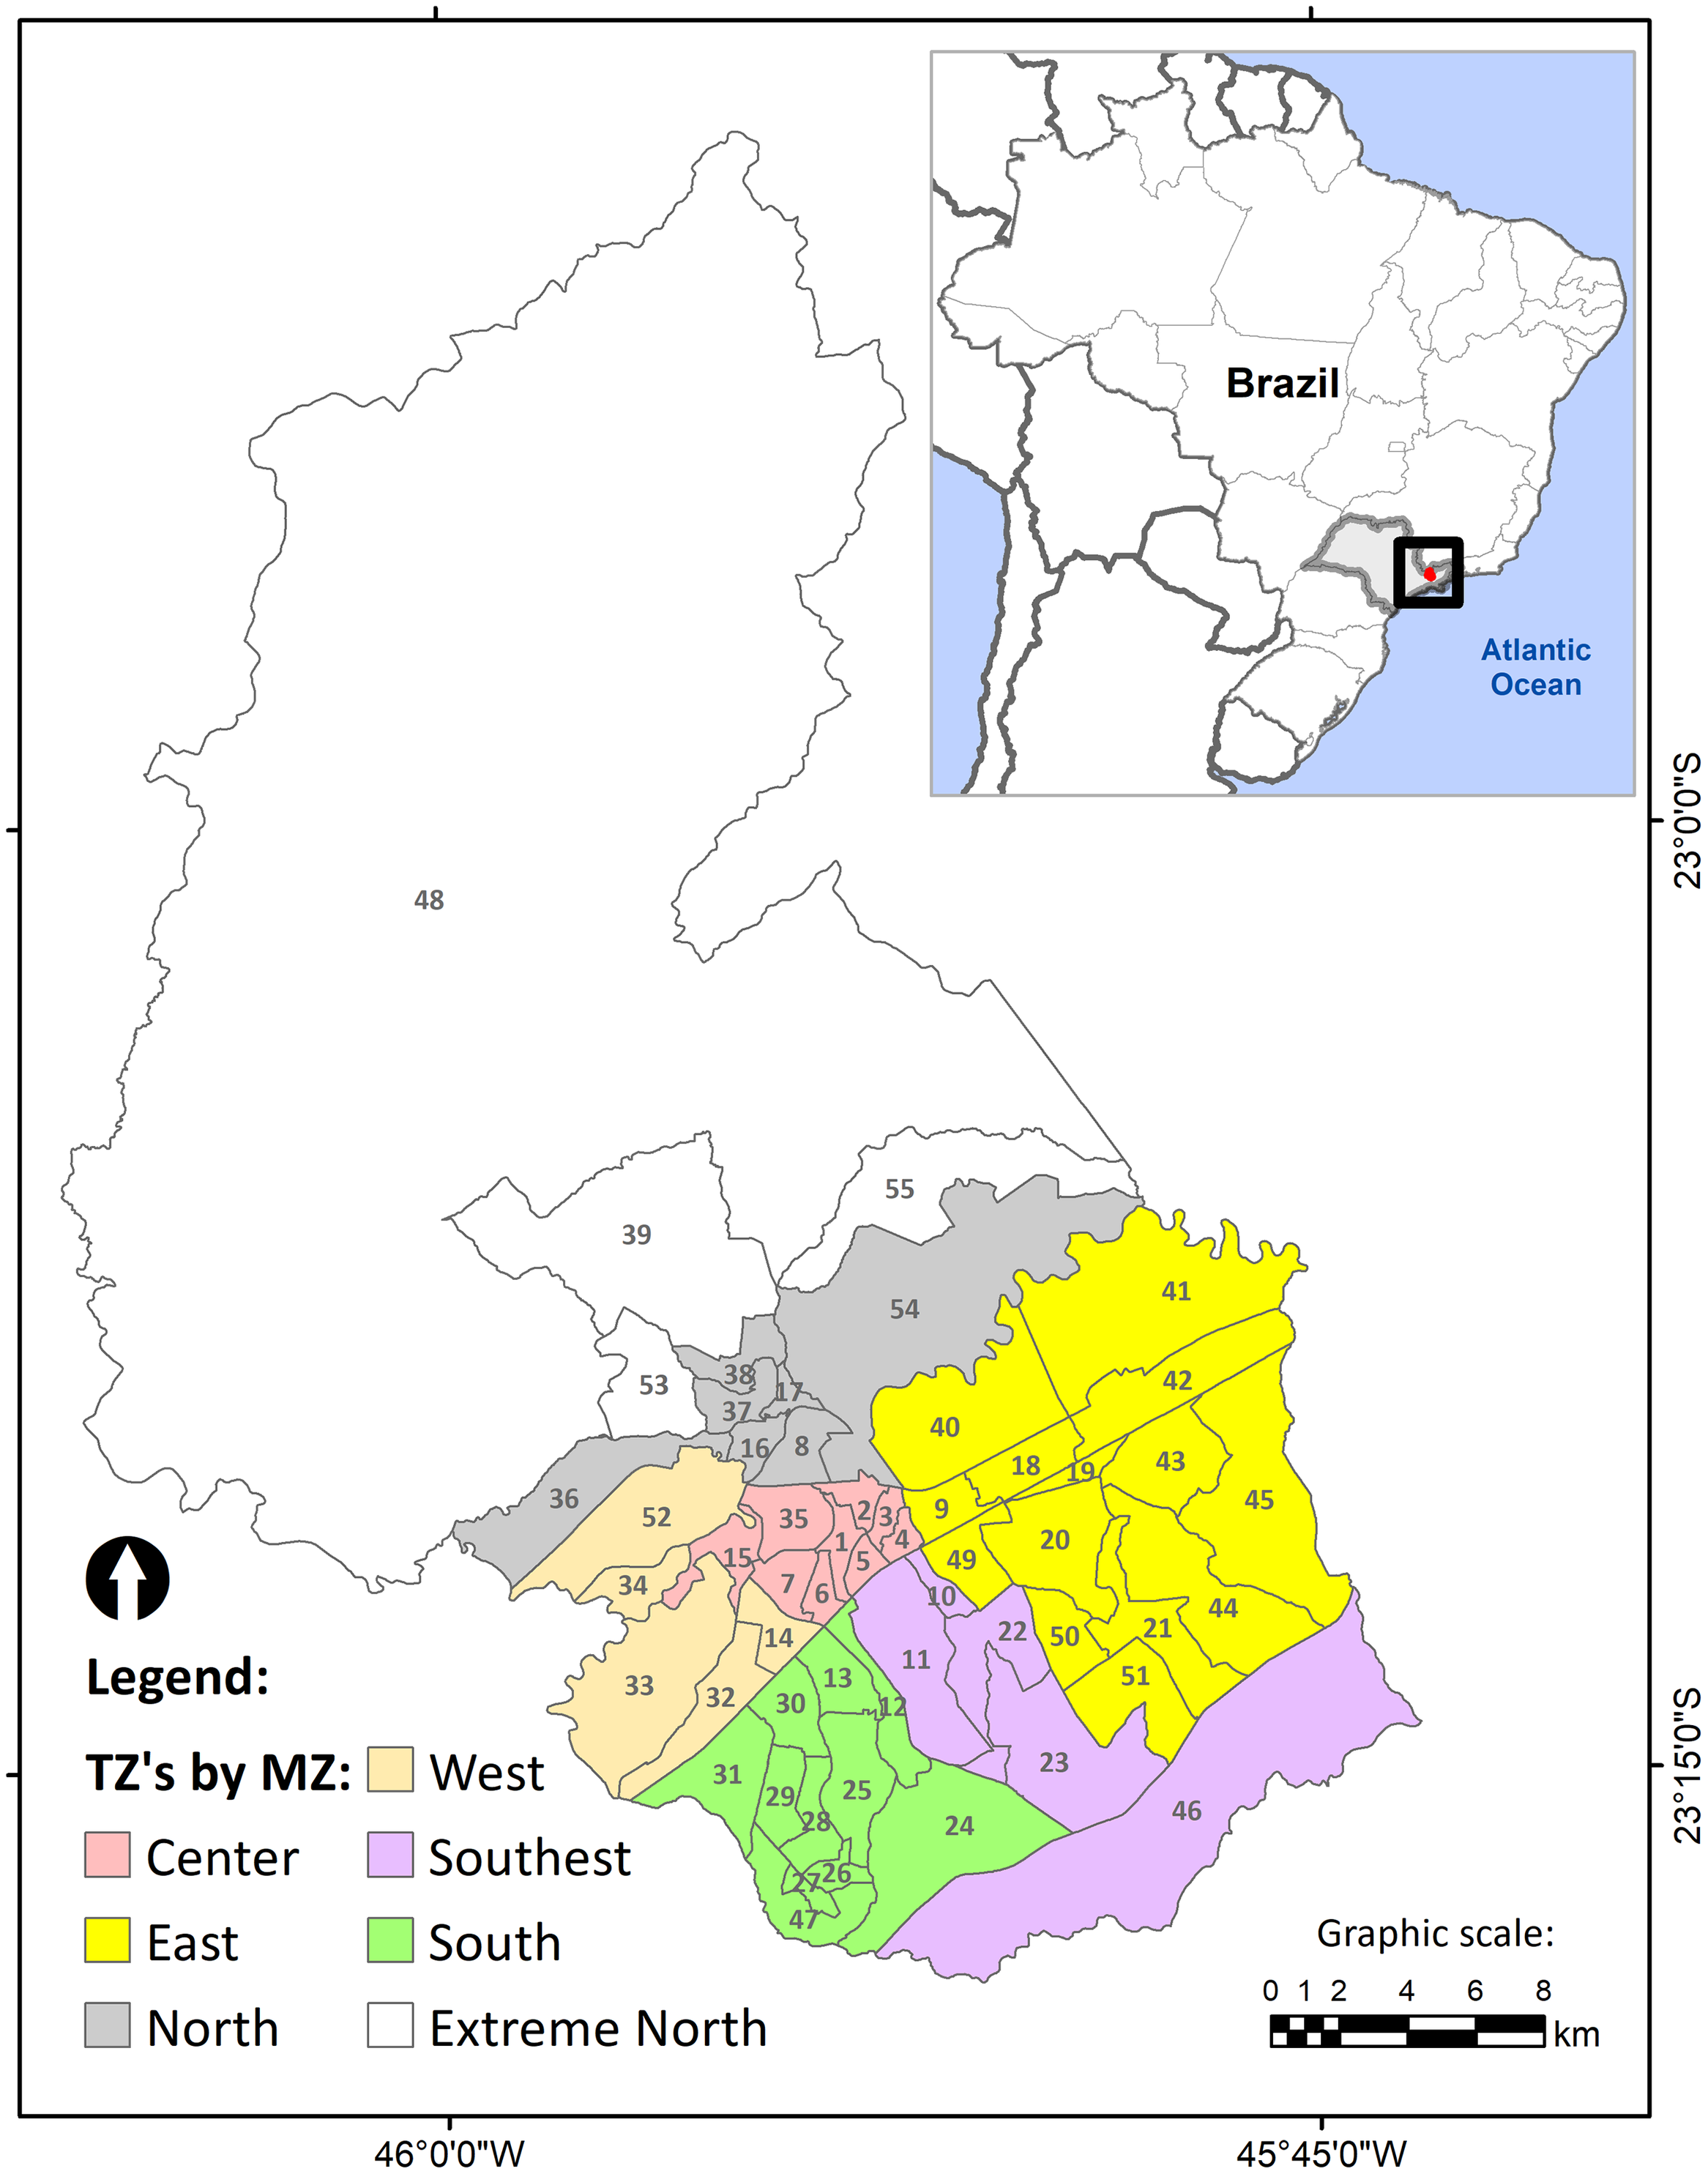 Brazil
Atlantic
Ocean
23°0'0"S
48
55
39
41
54
42
38
17
53
37
40
16
8
18
19
43
36
52
35
2
3
9
45
1
4
20
15
5
49
34
7
6
10
44
14
22
50
21
11
33
13
51
32
30
12
23
31
29
25
46
28
24
27
26
47
23°15'0"S
Legend:
TZ's by MZ:
West
Center
Southest
East
South
North
Extreme North
Graphic scale:
0 1 2 4 6 8
km
46°0'0"W
45°45'0"W